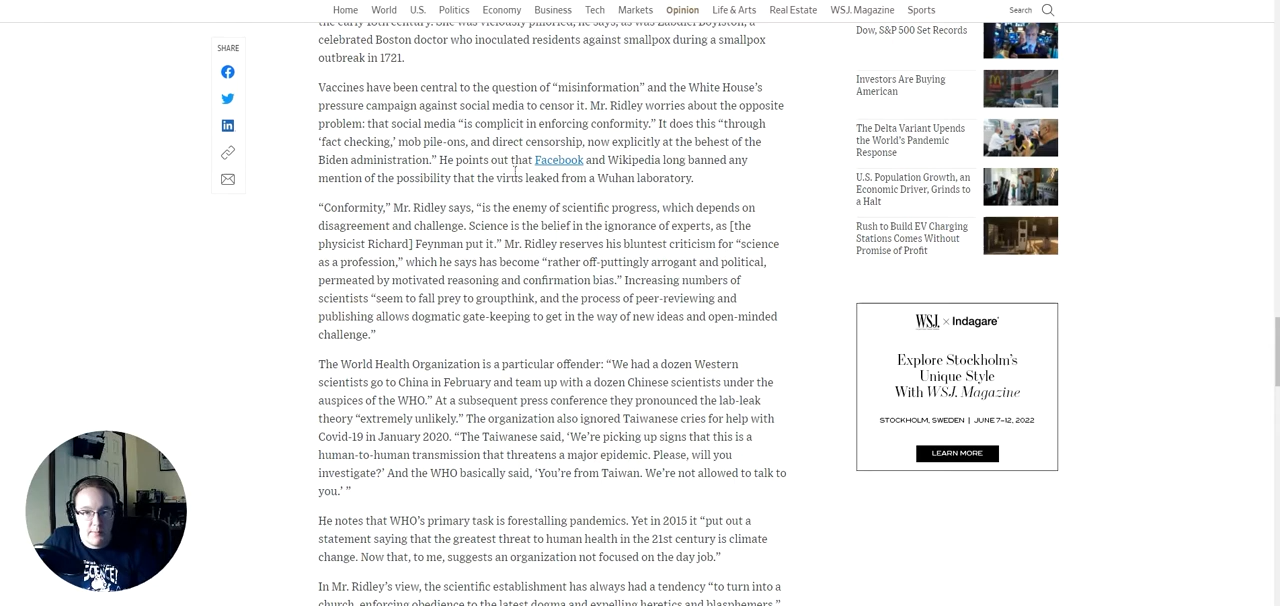 Home World U.S. Politics Economy Business Tech Markets Opinion Life & Arts Real Estate WSJ. Magazine Sports Search
SHARE
the early 18th century. She was viciously pilloried, he says, as was Zabdiel Boylston, a
celebrated Boston doctor who inoculated residents against smallpox during a smallpox
outbreak in 1721.
Vaccines have been central to the question of “misinformation” and the White House’s
pressure campaign against social media to censor it. Mr. Ridley worries about the opposite
problem: that social media “is complicit in enforcing conformity.” It does this “through
‘fact checking,’ mob pile-ons, and direct censorship, now explicitly at the behest of the
Biden administration.” He points out that Facebook and Wikipedia long banned any
mention of the possibility that the virus leaked from a Wuhan laboratory.
“Conformity,” Mr. Ridley says, “is the enemy of scientific progress, which depends on
disagreement and challenge. Science is the belief in the ignorance of experts, as [the
physicist Richard] Feynman put it.” Mr. Ridley reserves his bluntest criticism for “science
as a profession,” which he says has become “rather off-puttingly arrogant and political,
permeated by motivated reasoning and confirmation bias.” Increasing numbers of
scientists “seem to fall prey to groupthink, and the process of peer-reviewing and
publishing allows dogmatic gate-keeping to get in the way of new ideas and open-minded
challenge.”
The World Health Organization is a particular offender: “We had a dozen Western
scientists go to China in February and team up with a dozen Chinese scientists under the
auspices of the WHO.” At a subsequent press conference they pronounced the lab-leak
theory “extremely unlikely.” The organization also ignored Taiwanese cries for help with
Covid-19 in January 2020. “The Taiwanese said, ‘We’re picking up signs that this is a
human-to-human transmission that threatens a major epidemic. Please, will you
investigate?’ And the WHO basically said, ‘You’re from Taiwan. We’re not allowed to talk to
you.’ ”
He notes that WHO’s primary task is forestalling pandemics. Yet in 2015 it “put out a
statement saying that the greatest threat to human health in the 21st century is climate
change. Now that, to me, suggests an organization not focused on the day job.”
In Mr. Ridley’s view, the scientific establishment has always had a tendency “to turn into a
church, enforcing obedience to the latest dogma and expelling heretics and blasphemers.”
Dow, S&P 500 Set Records
Investors Are Buying
American
The Delta Variant Upends
the World’s Pandemic
Response
U.S. Population Growth, an
Economic Driver, Grinds to
a Halt
Rush to Build EV Charging
Stations Comes Without
Promise of Profit
WSJ × Indagare
Explore Stockholm’s
Unique Style
With WSJ. Magazine
STOCKHOLM, SWEDEN | JUNE 7–12, 2022
LEARN MORE
SCIENCE!